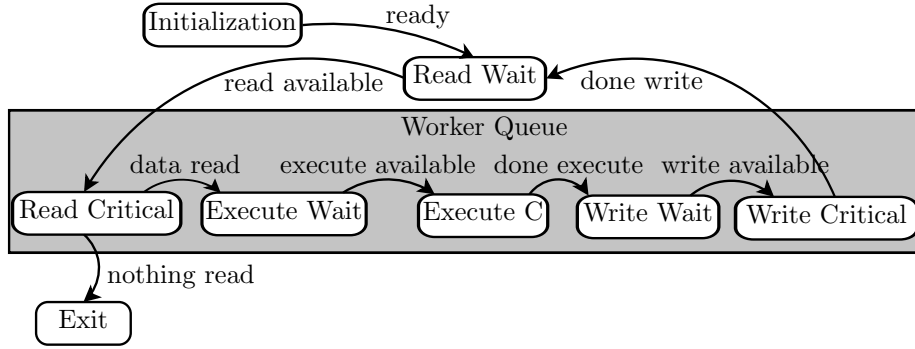 Initialization
ready
Read Wait
read available
done write
Worker Queue
data read
execute available
done execute
write available
Read Critical
Execute Wait
Execute C
Write Wait
Write Critical
nothing read
Exit